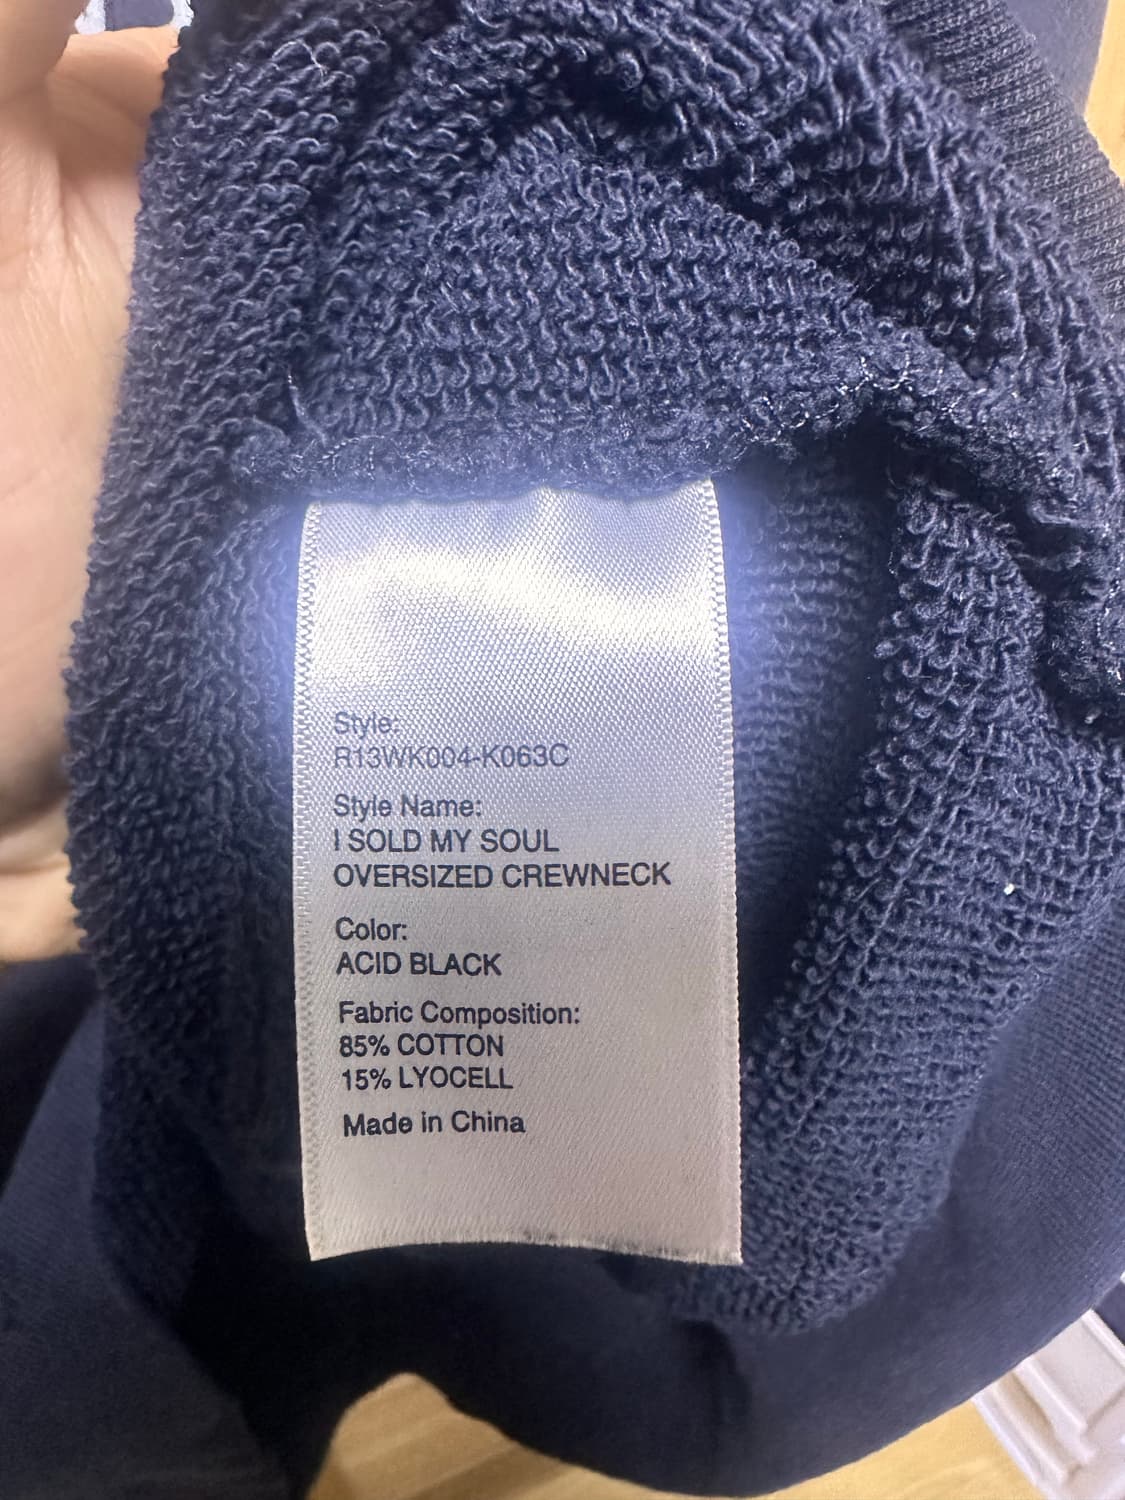 Style:
R13WK004-K063C
Style Name:
I SOLD MY SOUL
OVERSIZED CREWNECK
Color:
ACID BLACK
Fabric Composition:
85% COTTON
15% LYOCELL
Made in China